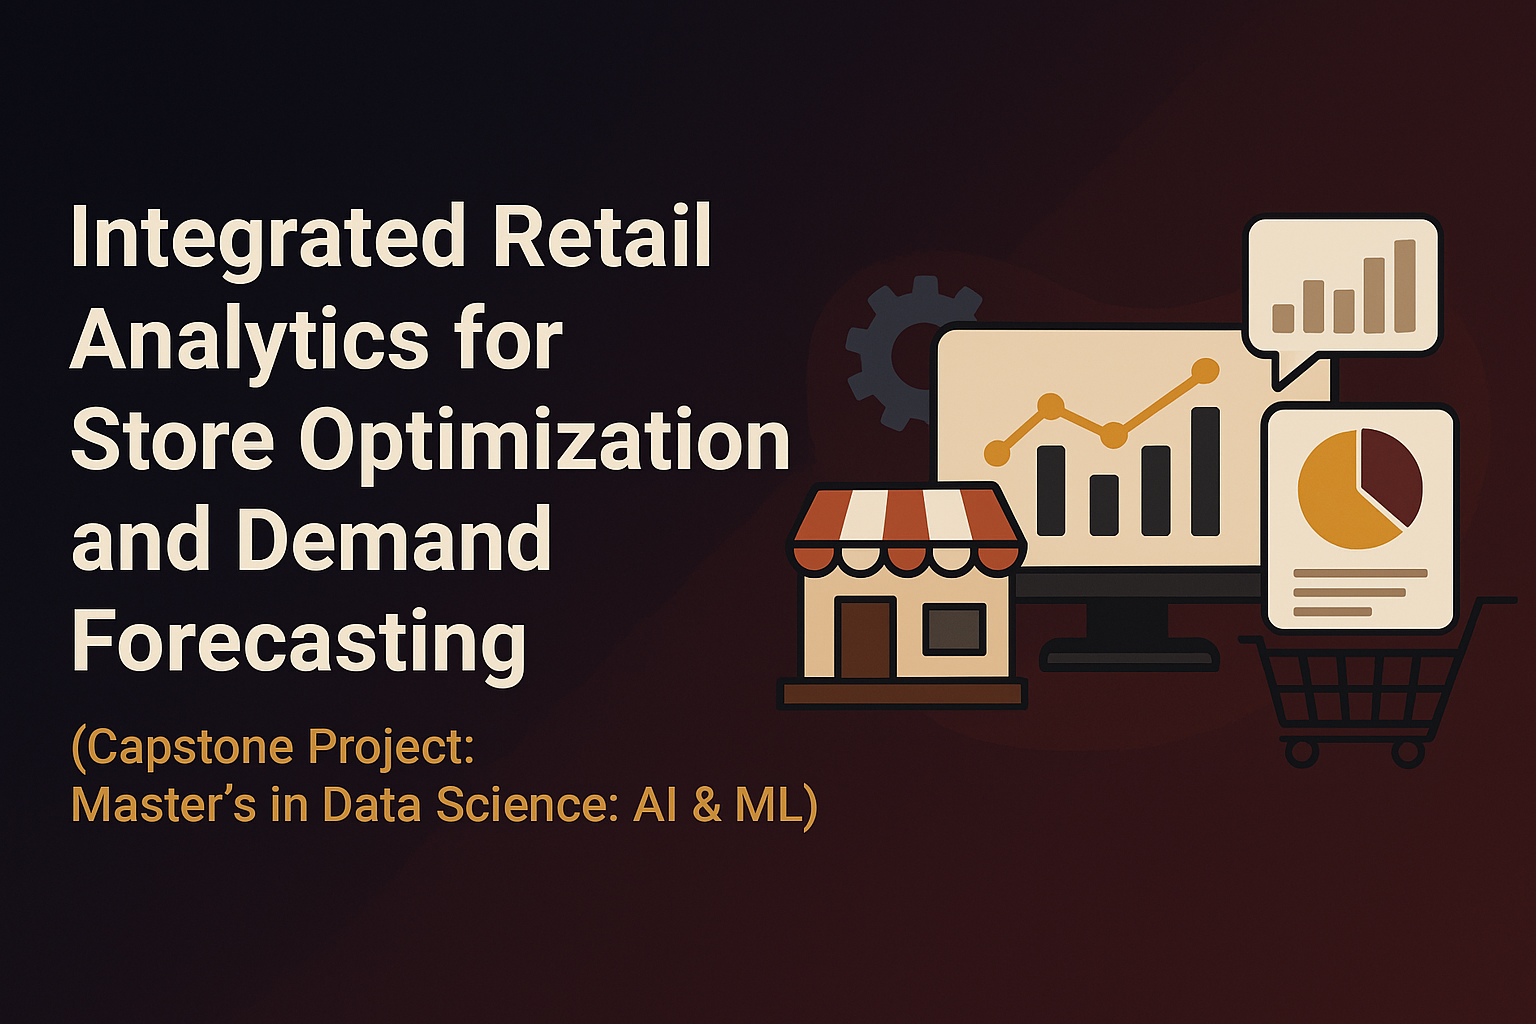 Integrated Retail
Analytics for
Store Optimization
and Demand
Forecasting
(Capstone Project:
Master’s in Data Science: AI & ML)